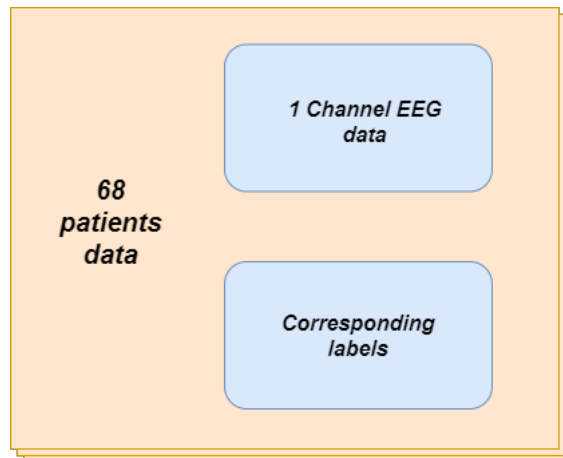 1 Channel EEG
data
68
patients
data
Corresponding
labels